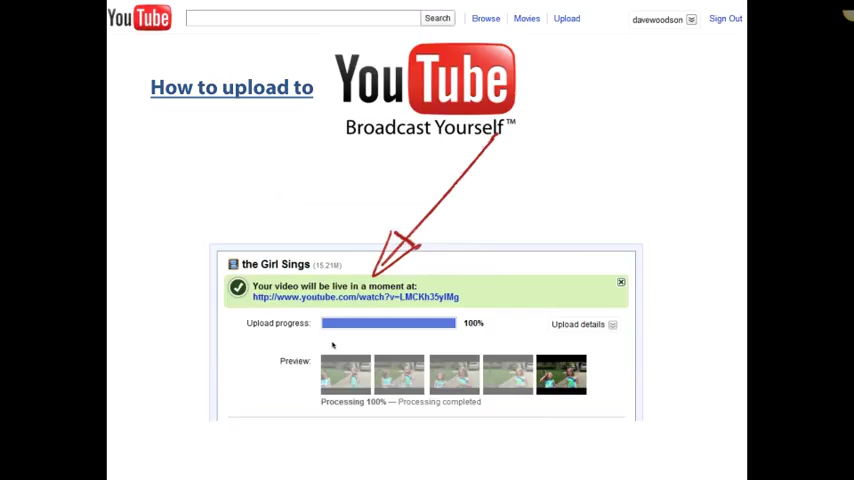 YouTube Search Browse Movies Upload davewoodson Sign Out
How to upload to YouTube
Broadcast Yourself™
the Girl Sings (15.21M)
Your video will be live in a moment at:
http://www.youtube.com/watch?v=LMCKh35yIMg
Upload progress: 100% Upload details
Preview:
Processing 100% — Processing completed